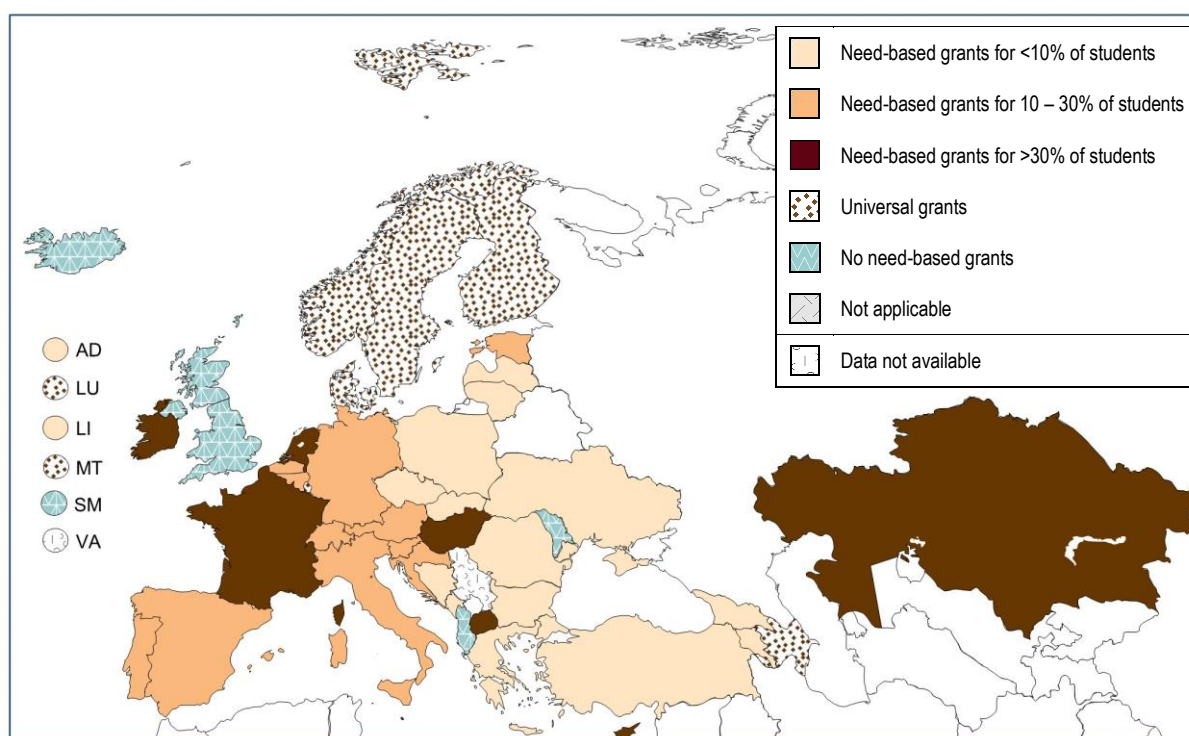 Need-based grants for <10% of students
Need-based grants for 10 – 30% of students
Need-based grants for >30% of students
Universal grants
No need-based grants
Not applicable
Data not available
AD
LU
LI
MT
SM
VA